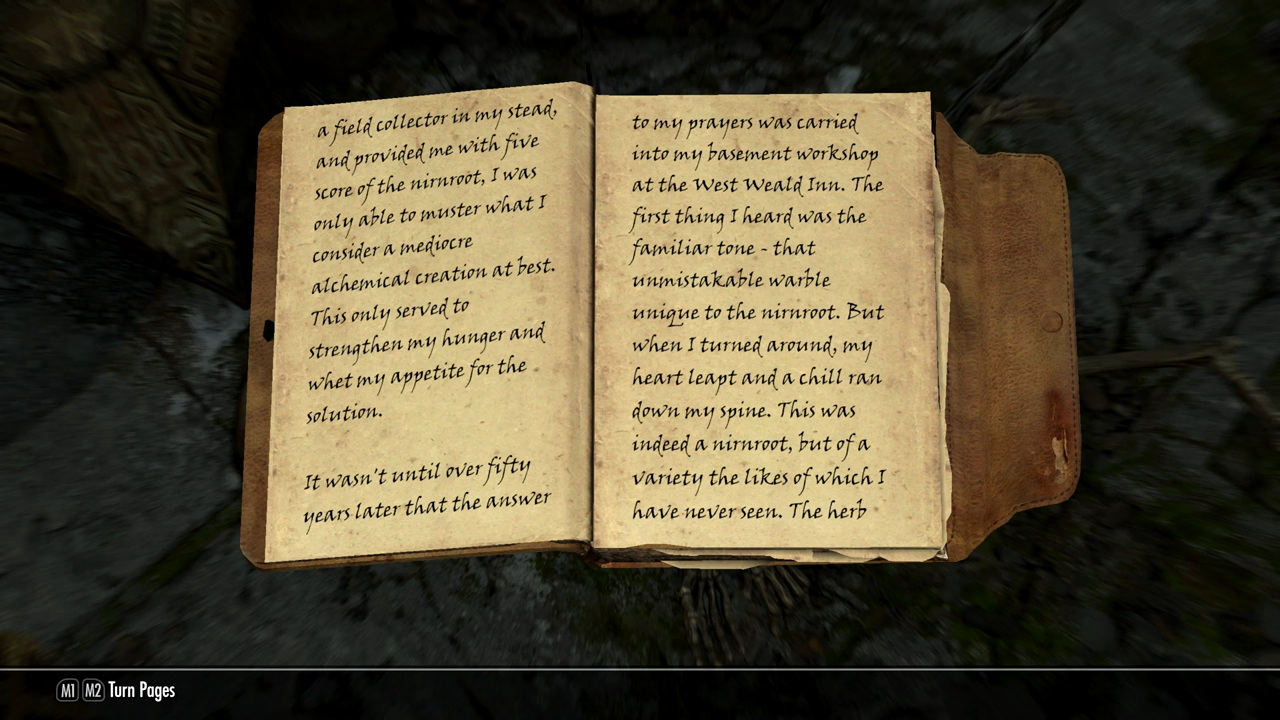 a field collector in my stead,
and provided me with five
score of the nirnroot, I was
only able to muster what I
consider a mediocre
alchemical creation at best.
This only served to
strengthen my hunger and
whet my appetite for the
solution.
It wasn't until over fifty
years later that the answer
to my prayers was carried
into my basement workshop
at the West Weald Inn. The
first thing I heard was the
familiar tone - that
unmistakable warble
unique to the nirnroot. But
when I turned around, my
heart leapt and a chill ran
down my spine. This was
indeed a nirnroot, but of a
variety the likes of which I
have never seen. The herb
M1 M2 Turn Pages